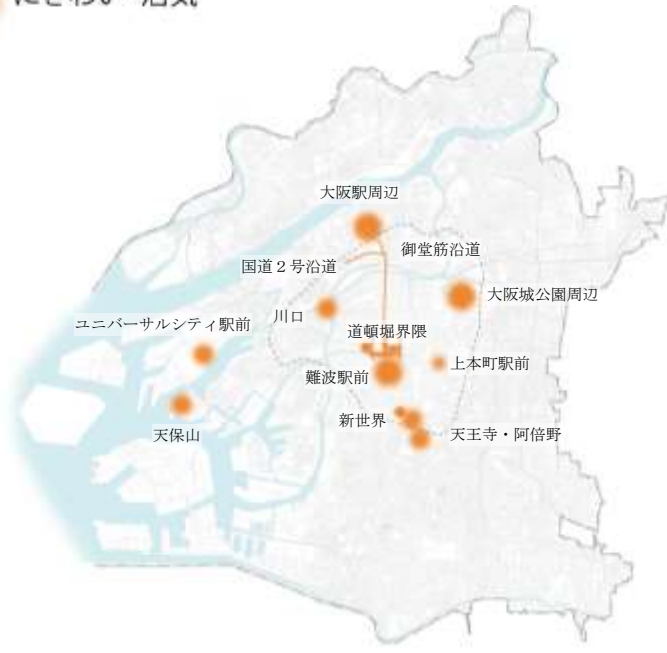 にぎわい・活気
大阪駅周辺
御堂筋沿道
国道２号沿道
大阪城公園周辺
川口
ユニバーサルシティ駅前
道頓堀界隈
上本町駅前
難波駅前
新世界
天王寺・阿倍野
天保山